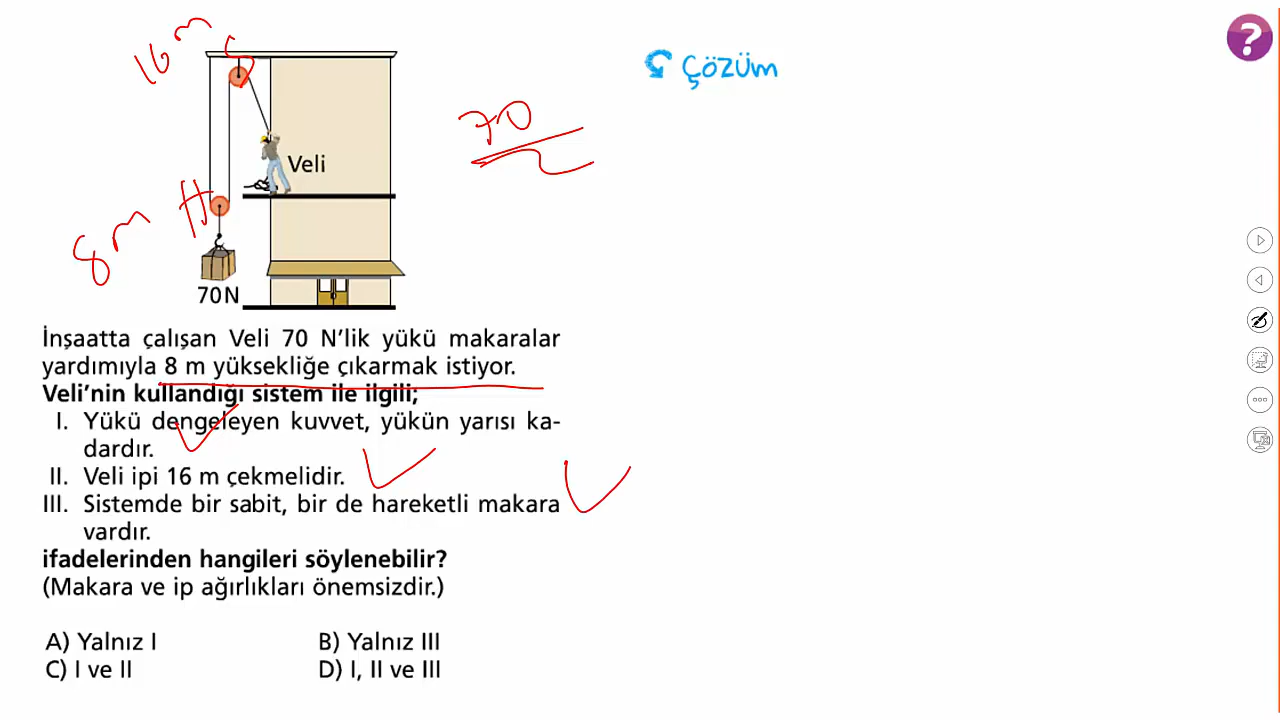 ?
Çözüm
16 m
S
70
Veli
H
8 m
70N
İnşaatta çalışan Veli 70 N'lik yükü makaralar
yardımıyla 8 m yüksekliğe çıkarmak istiyor.
Veli'nin kullandığı sistem ile ilgili;
I. Yükü dengeleyen kuvvet, yükün yarısı ka-
dardır.
II. Veli ipi 16 m çekmelidir.
III. Sistemde bir sabit, bir de hareketli makara
vardır.
ifadelerinden hangileri söylenebilir?
(Makara ve ip ağırlıkları önemsizdir.)
A) Yalnız I B) Yalnız III
C) I ve II D) I, II ve III